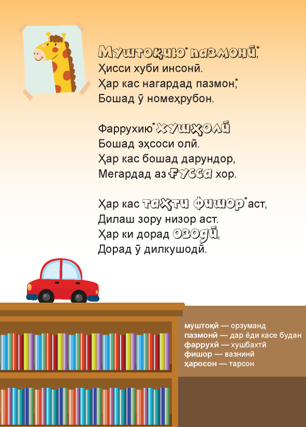 Муштоқию* пазмонӣ,*
Ҳисси хуби инсонӣ.
Ҳар кас нагардад пазмон,*
Бошад ӯ номеҳрубон.
Фаррухию* хушҳолӣ
Бошад эҳсоси олӣ.
Ҳар кас бошад дарундор,
Мегардад аз ғусса хор.
Ҳар кас таҳти фишор* аст,
Дилаш зору низор аст.
Ҳар ки дорад озодӣ,
Дорад ӯ дилкушодӣ.
муштоқӣ — орзуманд
пазмонӣ — дар ёди касе будан
фаррухӣ — хушбахтӣ
фишор — вазнинӣ
ҳаросон — тарсон